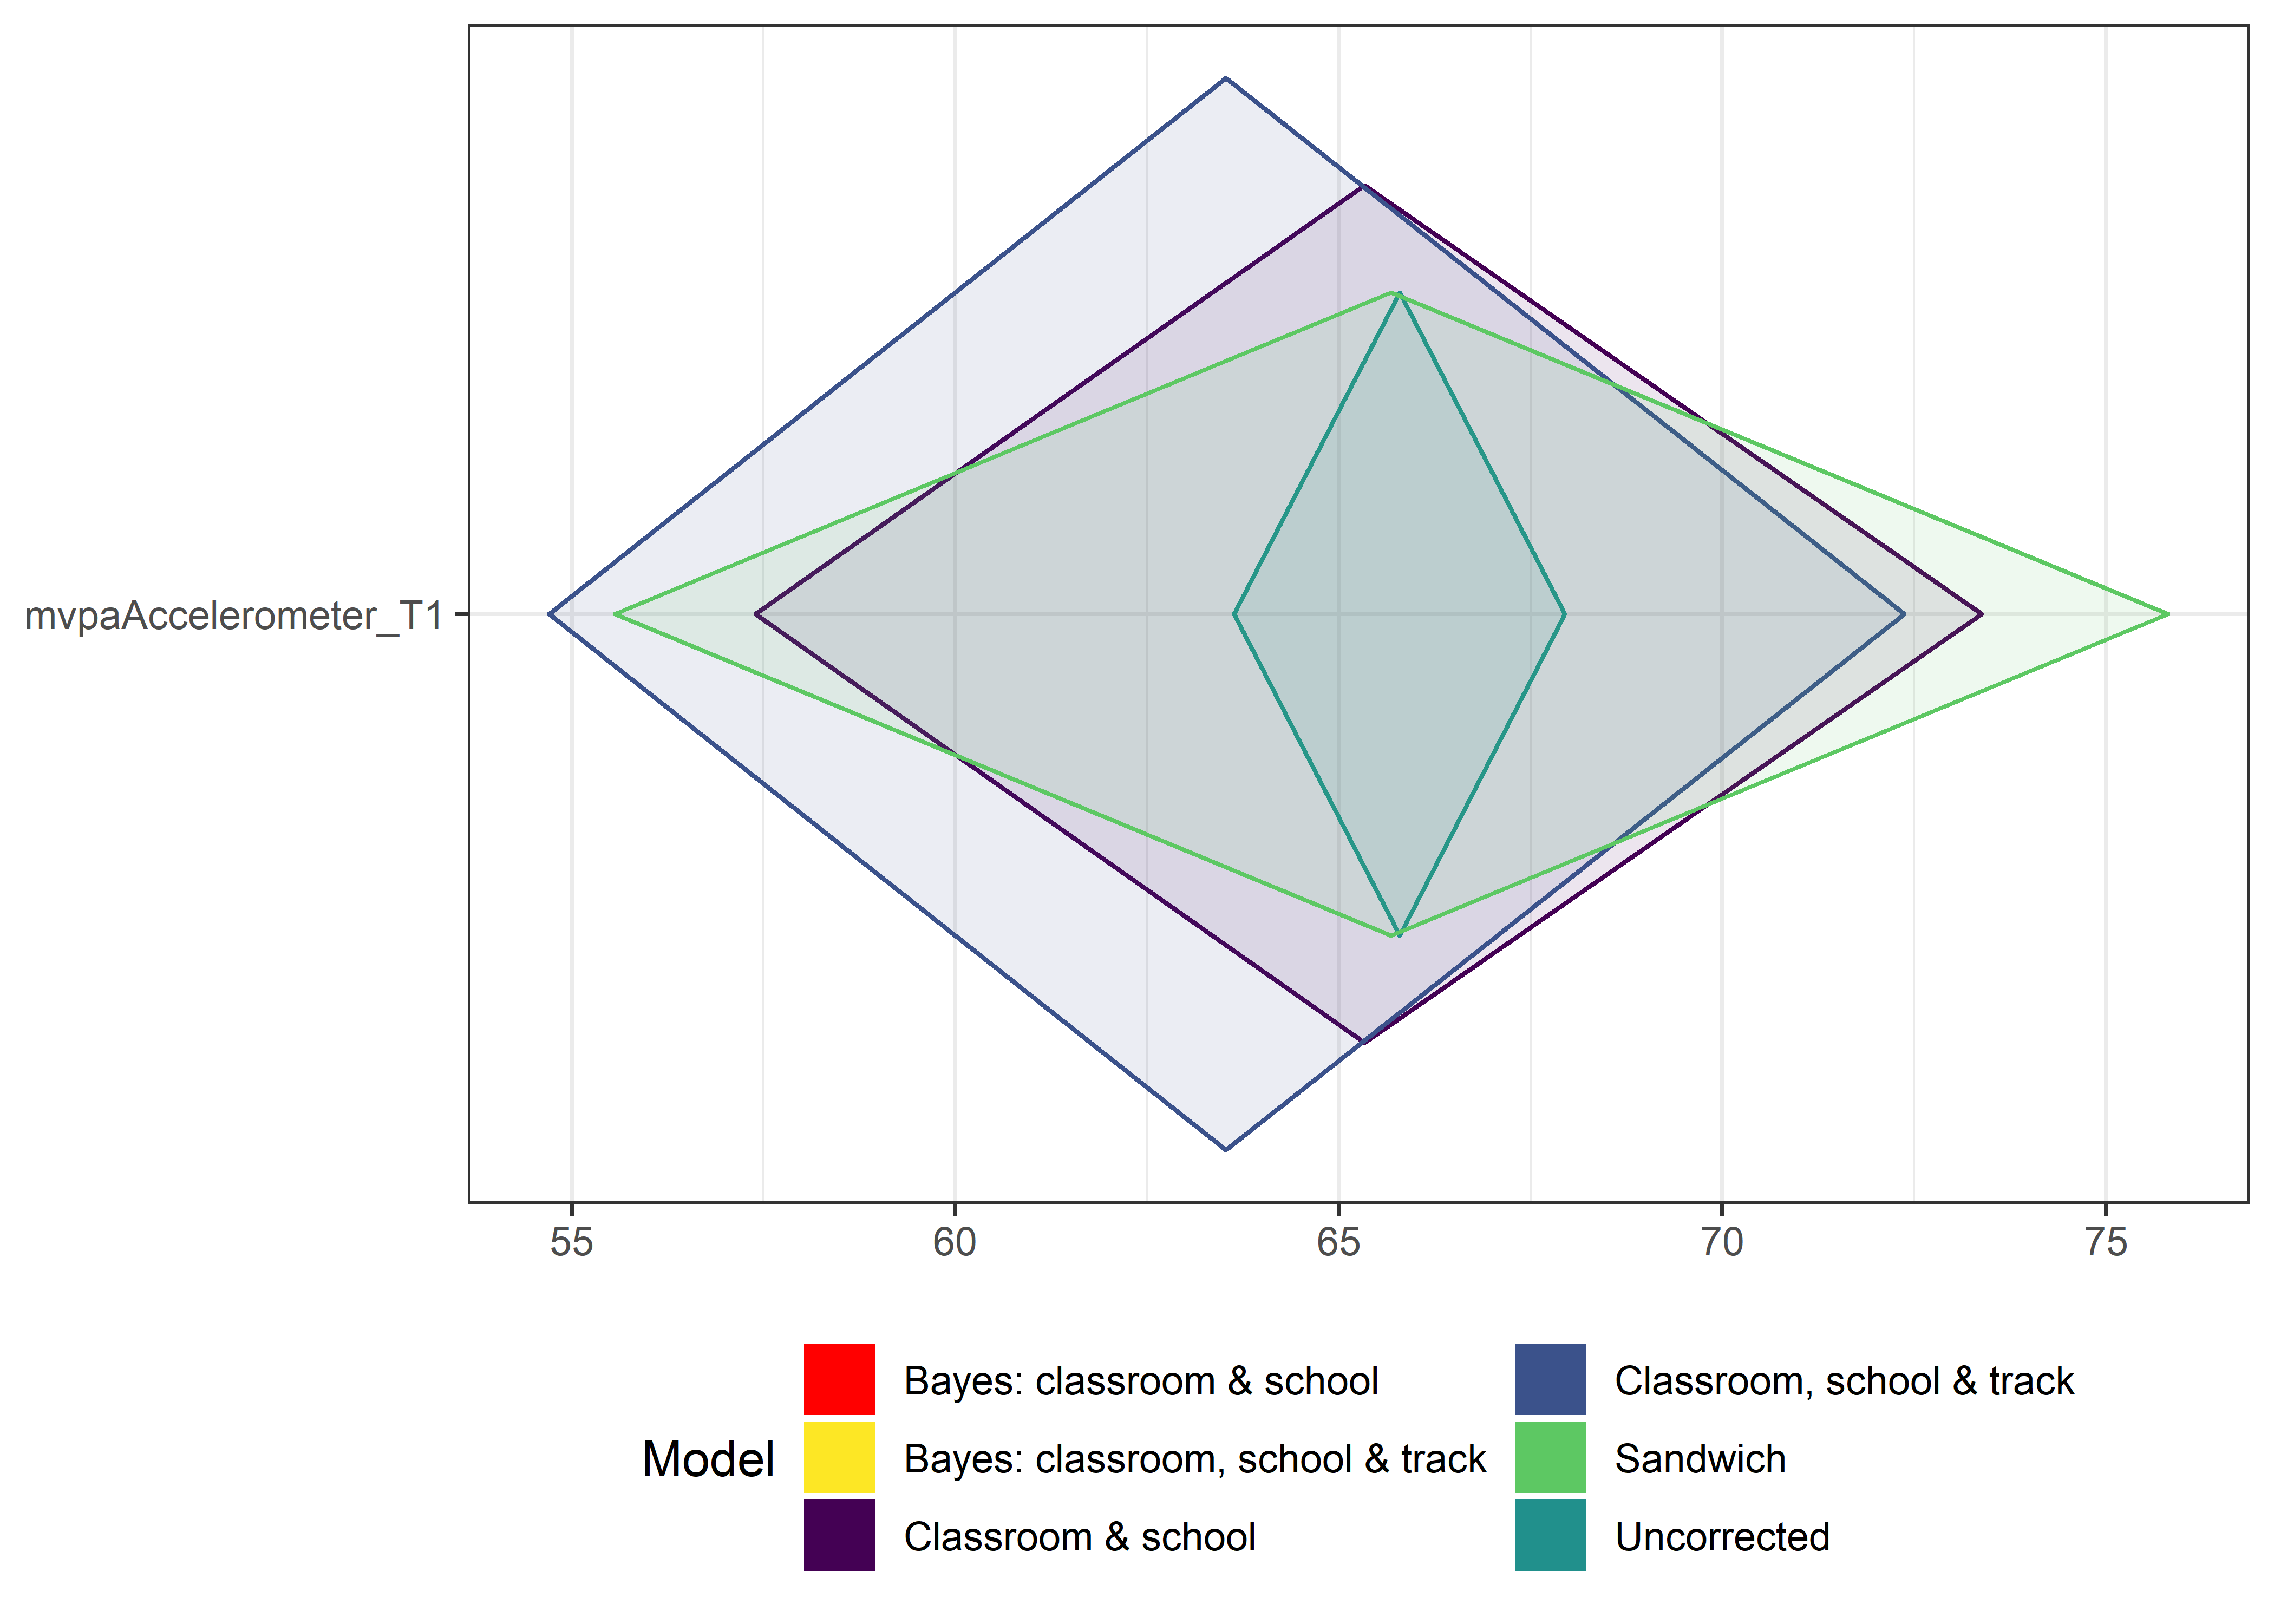 mvpaAccelerometer_T1
55 60 65 70 75
Model
Bayes: classroom & school
Bayes: classroom, school & track
Classroom & school
Classroom, school & track
Sandwich
Uncorrected